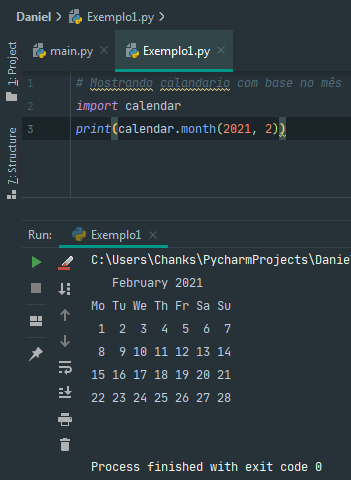 Daniel Exemplo1.py
main.py Exemplo1.py
1: Project
7: Structure
1 # Mostrando calandario com base no mês
2 import calendar
3 print(calendar.month(2021, 2))
Run: Exemplo1
C:\Users\Chanks\PycharmProjects\Danie
February 2021
Mo Tu We Th Fr Sa Su
1 2 3 4 5 6 7
8 9 10 11 12 13 14
15 16 17 18 19 20 21
22 23 24 25 26 27 28
Process finished with exit code 0